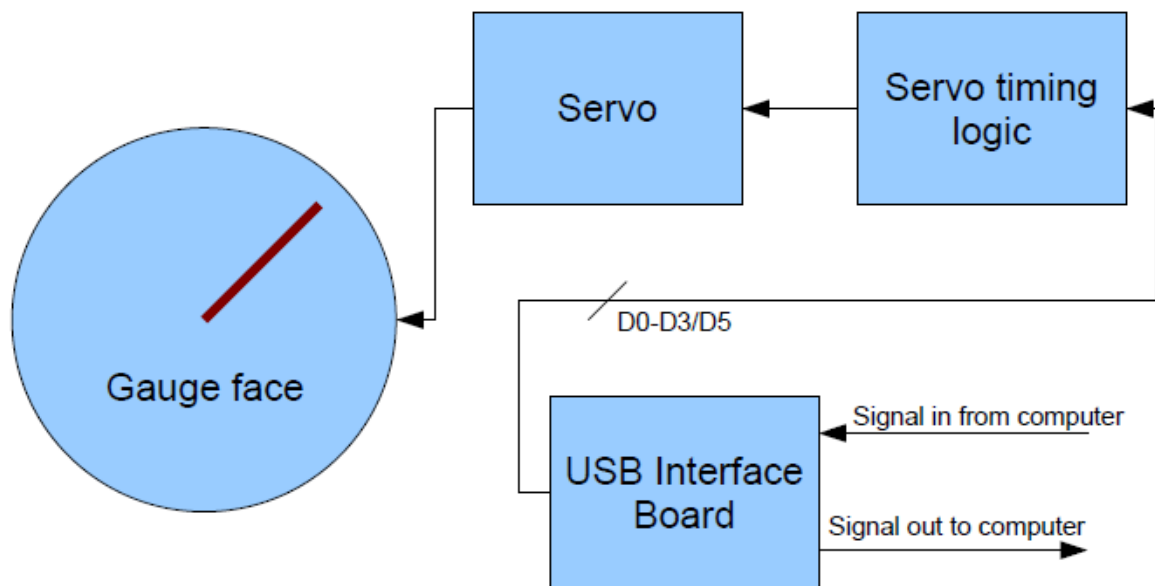 Servo
Servo timing
logic
D0-D3/D5
Gauge face
Signal in from computer
USB Interface
Board
Signal out to computer